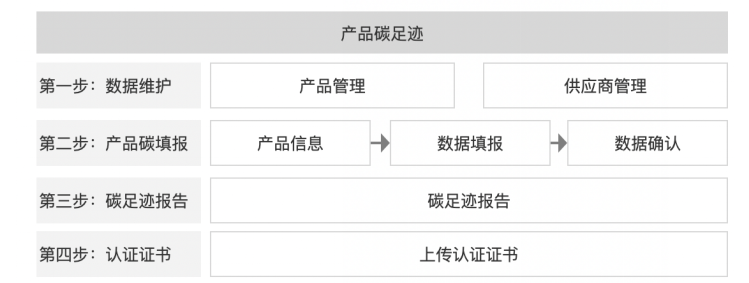 产品碳足迹
第一步：数据维护 产品管理 供应商管理
第二步：产品碳填报 产品信息 数据填报 数据确认
第三步：碳足迹报告 碳足迹报告
第四步：认证证书 上传认证证书